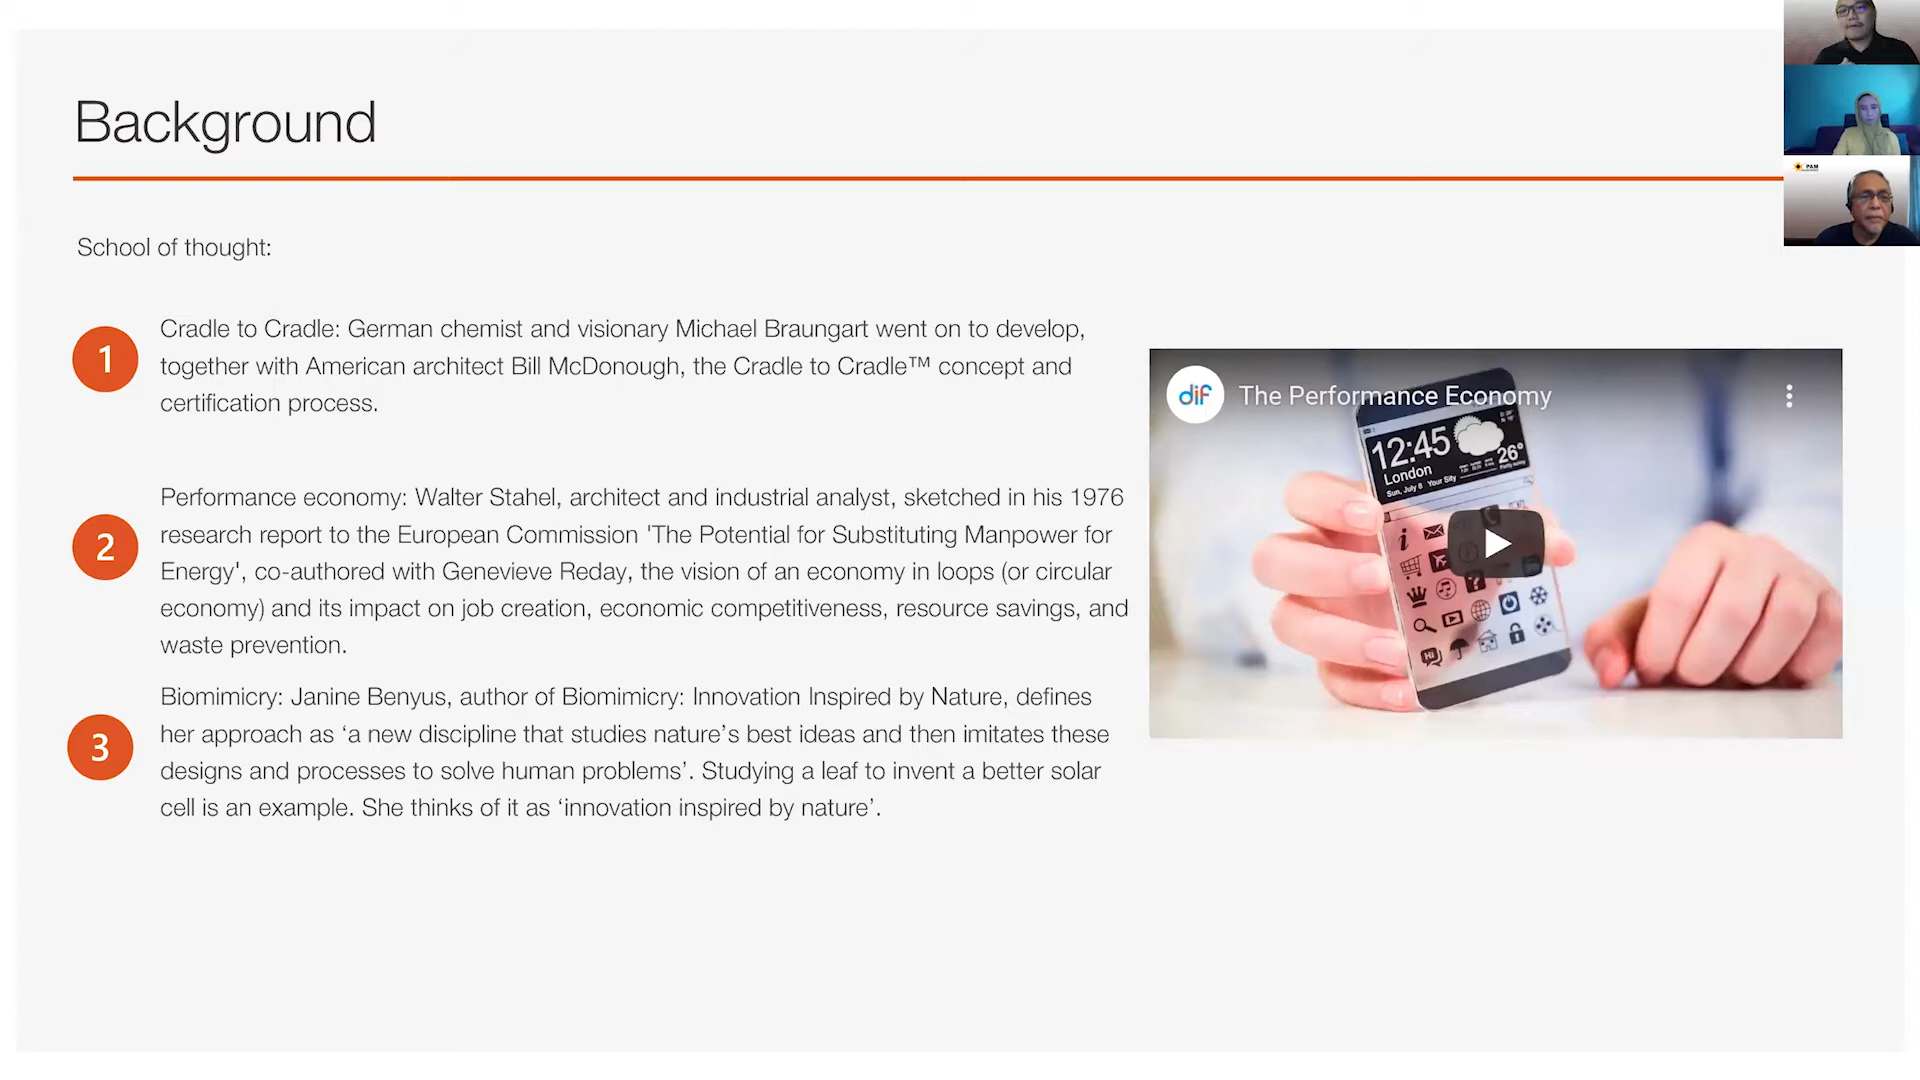 Background
School of thought:
1
Cradle to Cradle: German chemist and visionary Michael Braungart went on to develop,
together with American architect Bill McDonough, the Cradle to Cradle™ concept and
certification process.
2
Performance economy: Walter Stahel, architect and industrial analyst, sketched in his 1976
research report to the European Commission 'The Potential for Substituting Manpower for
Energy', co-authored with Genevieve Reday, the vision of an economy in loops (or circular
economy) and its impact on job creation, economic competitiveness, resource savings, and
waste prevention.
3
Biomimicry: Janine Benyus, author of Biomimicry: Innovation Inspired by Nature, defines
her approach as ‘a new discipline that studies nature’s best ideas and then imitates these
designs and processes to solve human problems’. Studying a leaf to invent a better solar
cell is an example. She thinks of it as ‘innovation inspired by nature’.
dif The Performance Economy
12:45
London
26°
Sun, July 8 Your Sity
Hi
PAM